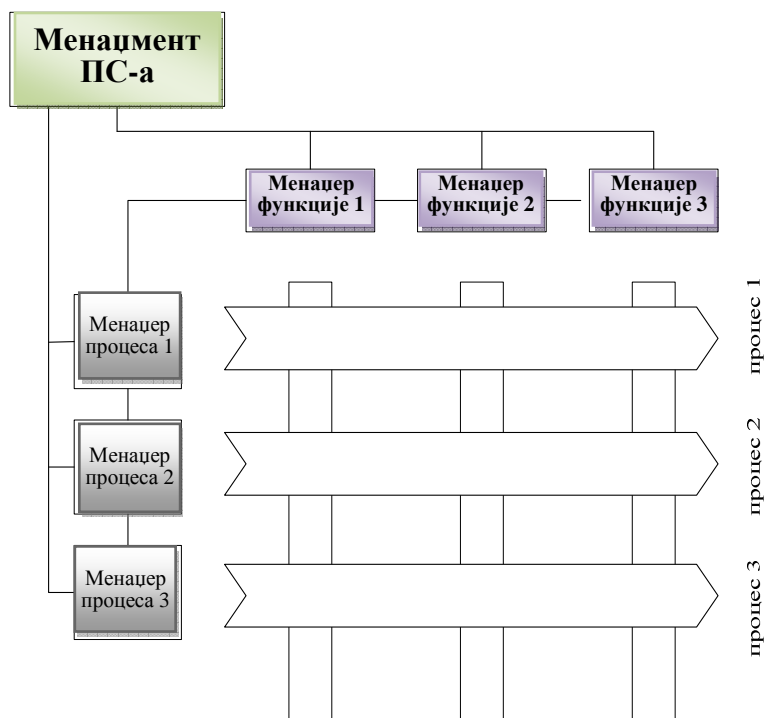 Менаџмент
ПС-а
Менаџер
функције 1
Менаџер
функције 2
Менаџер
функције 3
Менаџер
процеса 1
процес 1
Менаџер
процеса 2
процес 2
Менаџер
процеса 3
процес 3